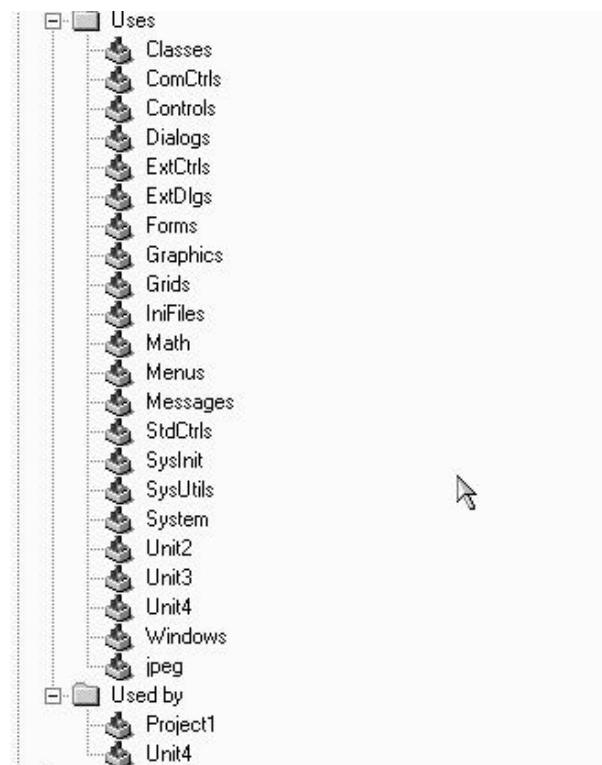 Uses
Classes
ComCtrls
Controls
Dialogs
ExtCtrls
ExtDlgs
Forms
Graphics
Grids
IniFiles
Math
Menus
Messages
StdCtrls
SysInit
SysUtils
System
Unit2
Unit3
Unit4
Windows
jpeg
Used by
Project1
Unit4